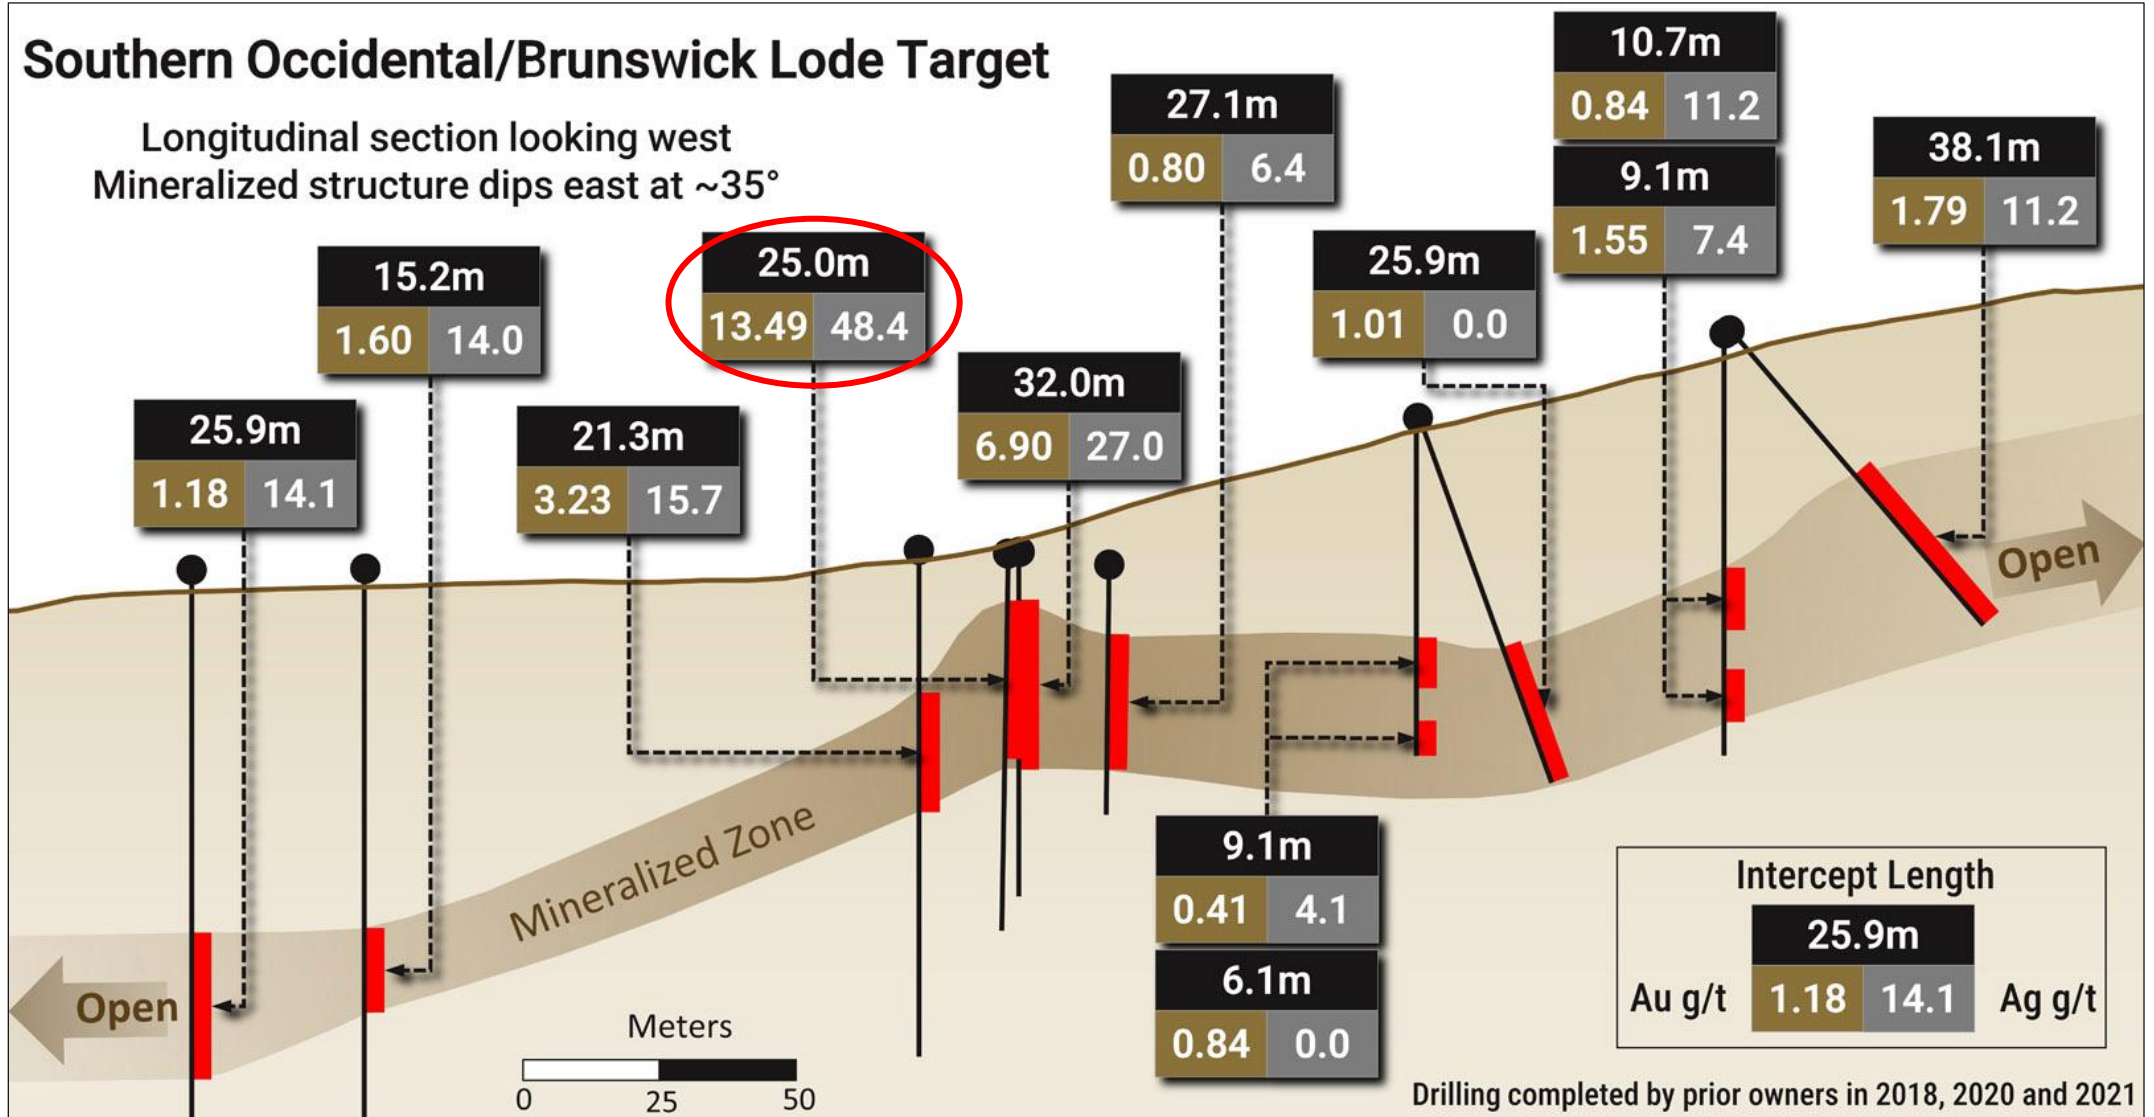 Southern Occidental/Brunswick Lode Target
Longitudinal section looking west
Mineralized structure dips east at ~35°
25.9m
1.18 14.1
15.2m
1.60 14.0
21.3m
3.23 15.7
25.0m
13.49 48.4
32.0m
6.90 27.0
27.1m
0.80 6.4
25.9m
1.01 0.0
10.7m
0.84 11.2
9.1m
1.55 7.4
38.1m
1.79 11.2
Open
Mineralized Zone
Open
9.1m
0.41 4.1
6.1m
0.84 0.0
Meters
0 25 50
Intercept Length
25.9m
Au g/t 1.18 14.1 Ag g/t
Drilling completed by prior owners in 2018, 2020 and 2021